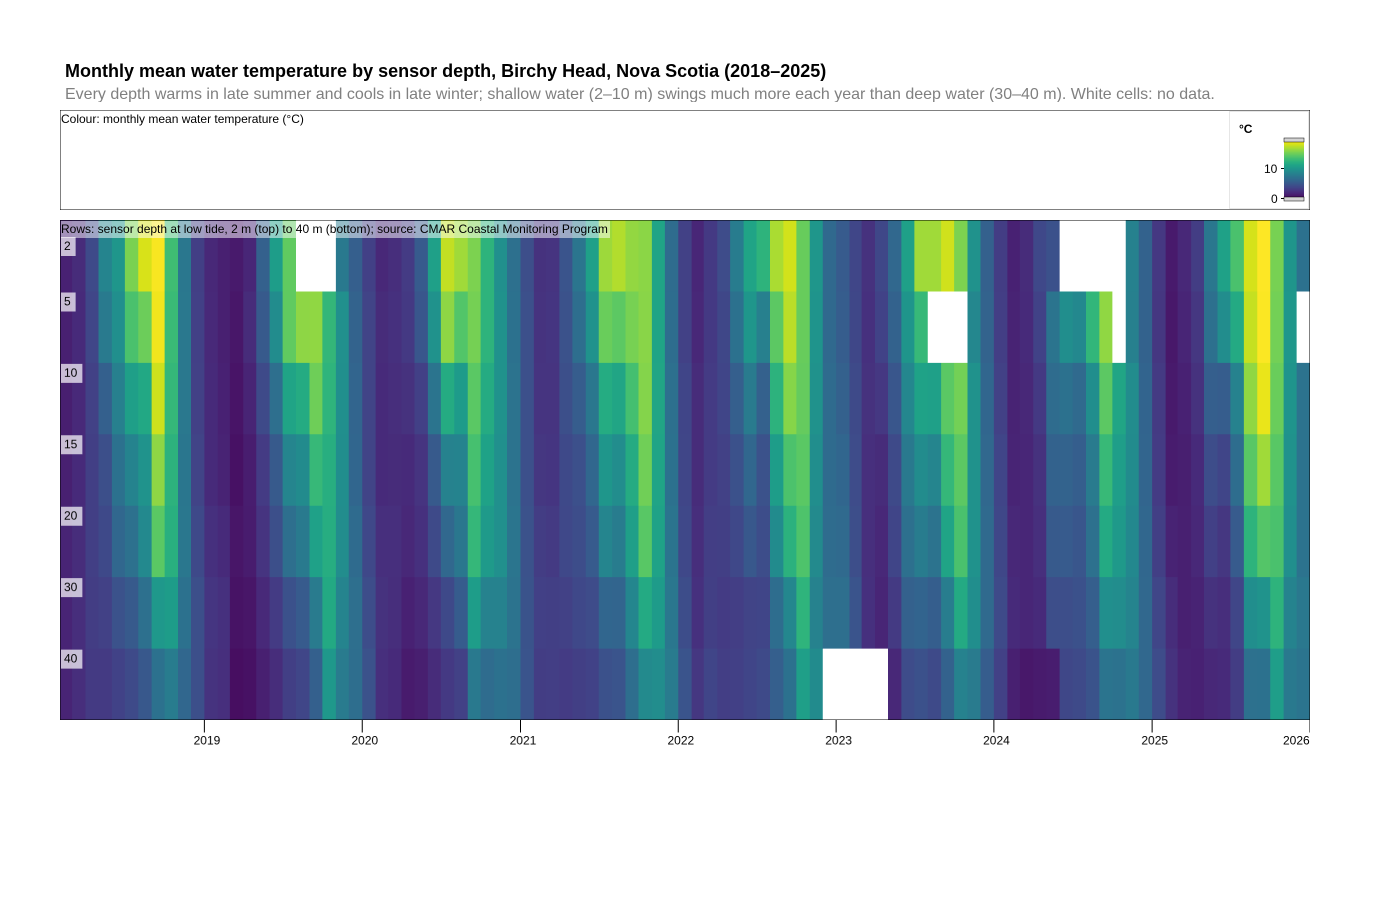 Monthly mean water temperature by sensor depth, Birchy Head, Nova Scotia (2018–2025)
Every depth warms in late summer and cools in late winter; shallow water (2–10 m) swings much more each year than deep water (30–40 m). White cells: no data.
Colour: monthly mean water temperature (°C)
°C
10
0
Rows: sensor depth at low tide, 2 m (top) to 40 m (bottom); source: CMAR Coastal Monitoring Program
2
5
10
15
20
30
40
2019 2020 2021 2022 2023 2024 2025 2026